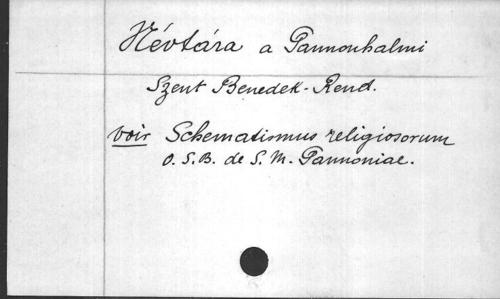 Névtára a Pannonhalmi
Szent Benedek-Rend.
voir Schematismus religiosorum
O. S. B. de S. M. Pannoniae.